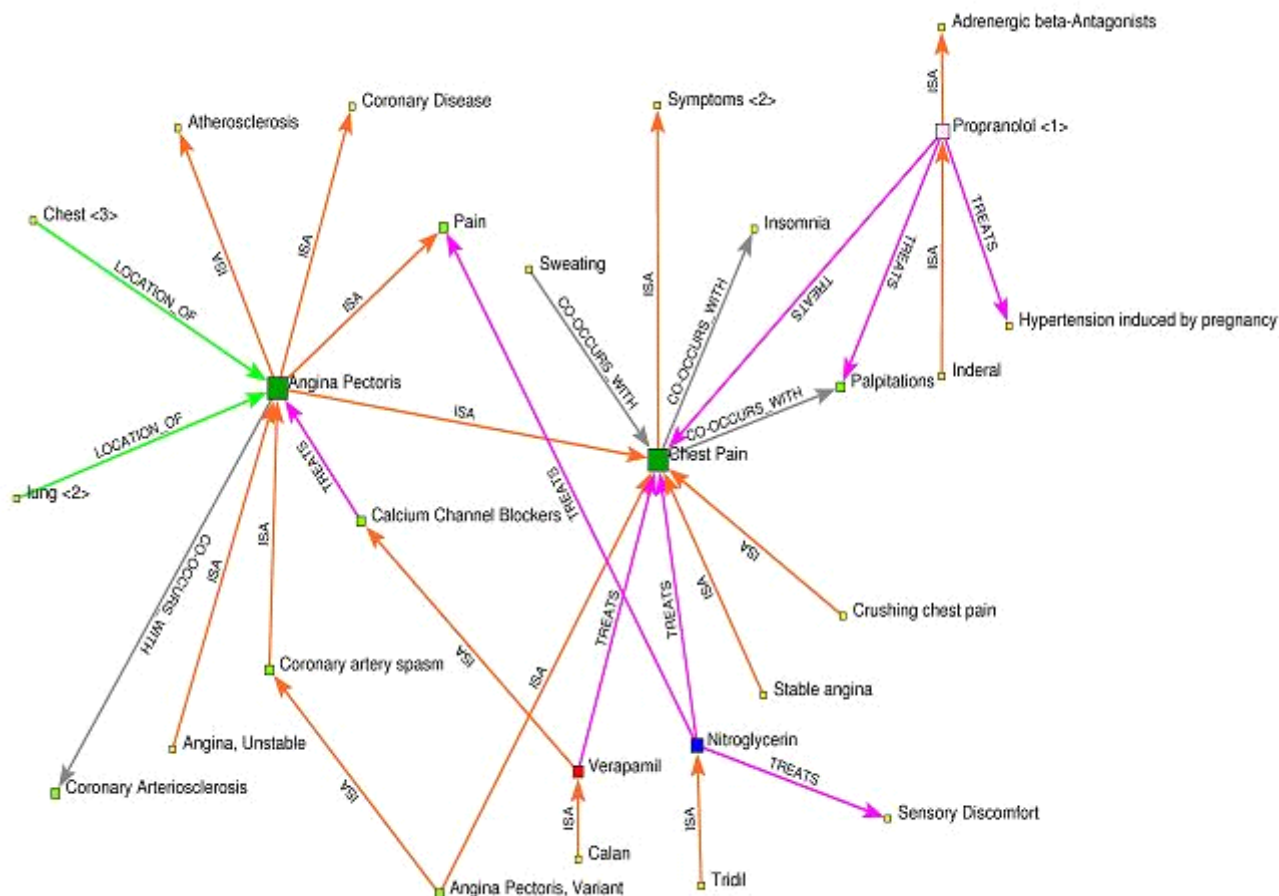 Adrenergic beta-Antagonists
ISA
Coronary Disease
Symptoms <2>
Atherosclerosis
Propranolol <1>
Chest <3>
Pain
Insomnia
TREATS
ISA
ISA
Sweating
TREATS
ISA
LOCATION_OF
ISA
ISA
CO-OCCURS_WITH
CO-OCCURS_WITH
TREATS
Hypertension induced by pregnancy
Angina Pectoris
Palpitations
Inderal
ISA
CO-OCCURS_WITH
LOCATION_OF
Chest Pain
TREATS
TREATS
lung <2>
Calcium Channel Blockers
ISA
ISA
CO-OCCURS_WITH
ISA
TREATS
TREATS
ISA
Crushing chest pain
ISA
Coronary artery spasm
ISA
Stable angina
Angina, Unstable
Nitroglycerin
Verapamil
TREATS
Coronary Arteriosclerosis
ISA
ISA
ISA
Sensory Discomfort
Calan
Tridil
Angina Pectoris, Variant